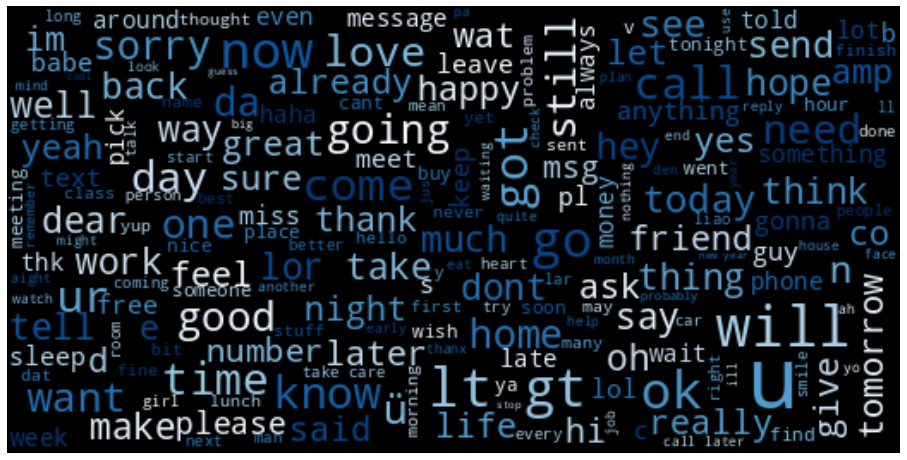 long around thought even message wat v see told lot b
im sorry now love leave problem still always let tonight send use finish
babe look guess pa hope amp
mind cool back already happy call plan
well getting da name haha cant mean yet check sent anything reply hour ll
yeah pick talk way big great going got hey end yes need done
start meet msg den went something
text day sure come keep waiting pl money nothing today year think
class person best buy just
meeting remember dear yup one miss place thank never quite friend liao gonna people
might nice better hello much go guy house co face
thk work feel lor take y eat heart month thing new year phone n
aight coming another s lar dont ask probably
watch ur free someone night first try soon may say car will ah tomorrow
tell e good stuff early wish home help many
sleep d room bit number later thanx late oh wait u smile yo
dat fine time take care morning lt ya gt lol ok right ill give
want girl lunch know ü stop job really
week make please said life every hi c find
next man call later